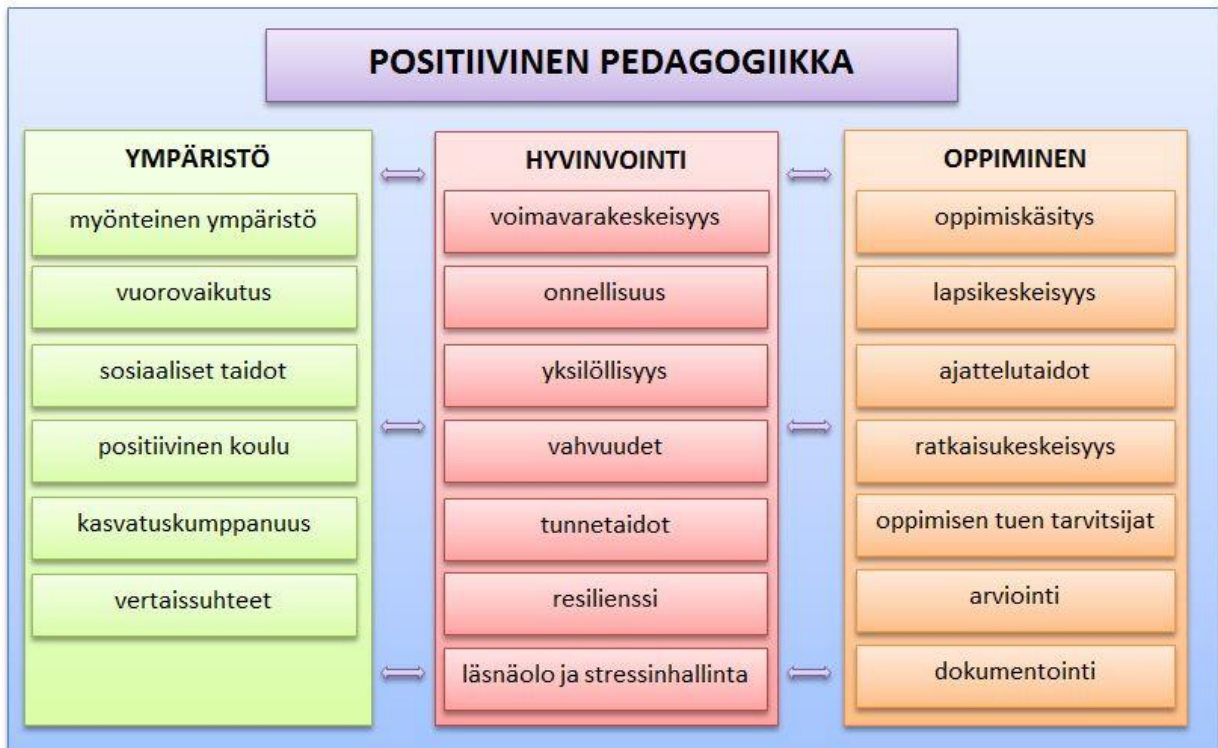 POSITIIVINEN PEDAGOGIIKKA
YMPÄRISTÖ
myönteinen ympäristö
vuorovaikutus
sosiaaliset taidot
positiivinen koulu
kasvatuskumppanuus
vertaissuhteet
HYVINVOINTI
voimavarakeskeisyys
onnellisuus
yksilöllisyys
vahvuudet
tunnetaidot
resilienssi
läsnäolo ja stressinhallinta
OPPIMINEN
oppimiskäsitys
lapsikeskeisyys
ajattelutaidot
ratkaisukeskeisyys
oppimisen tuen tarvitsijat
arviointi
dokumentointi